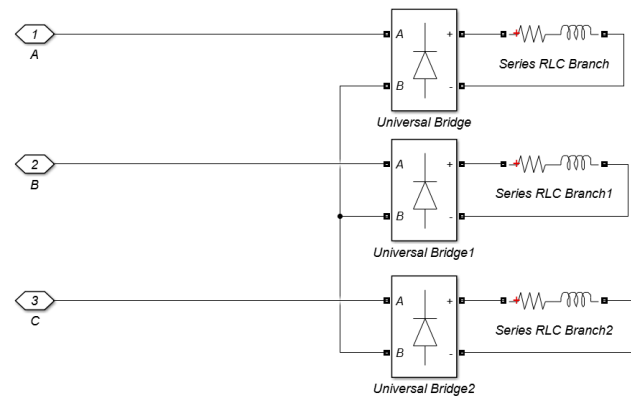 1
A
A
+
B
-
Series RLC Branch
Universal Bridge
2
B
A
+
B
-
Series RLC Branch1
Universal Bridge1
3
C
A
+
B
-
Series RLC Branch2
Universal Bridge2